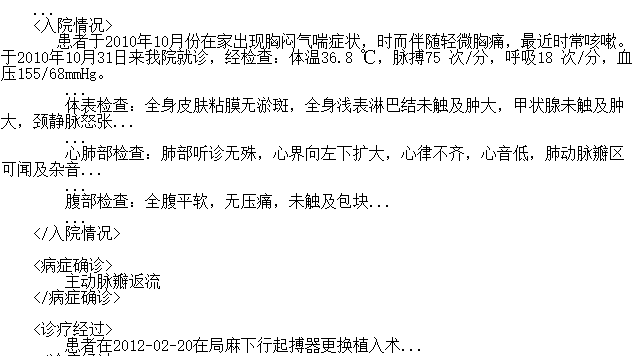 ...
<入院情况>
患者于2010年10月份在家出现胸闷气喘症状，时而伴随轻微胸痛，最近时常咳嗽。
于2010年10月31日来我院就诊，经检查：体温36.8 ℃，脉搏75 次/分，呼吸18 次/分，血
压155/68mmHg。
...
体表检查：全身皮肤粘膜无淤斑，全身浅表淋巴结未触及肿大，甲状腺未触及肿
大，颈静脉怒张...
...
心肺部检查：肺部听诊无殊，心界向左下扩大，心律不齐，心音低，肺动脉瓣区
可闻及杂音...
...
腹部检查：全腹平软，无压痛，未触及包块...
...
</入院情况>
<病症确诊>
主动脉瓣返流
</病症确诊>
<诊疗经过>
患者在2012-02-20在局麻下行起搏器更换植入术...